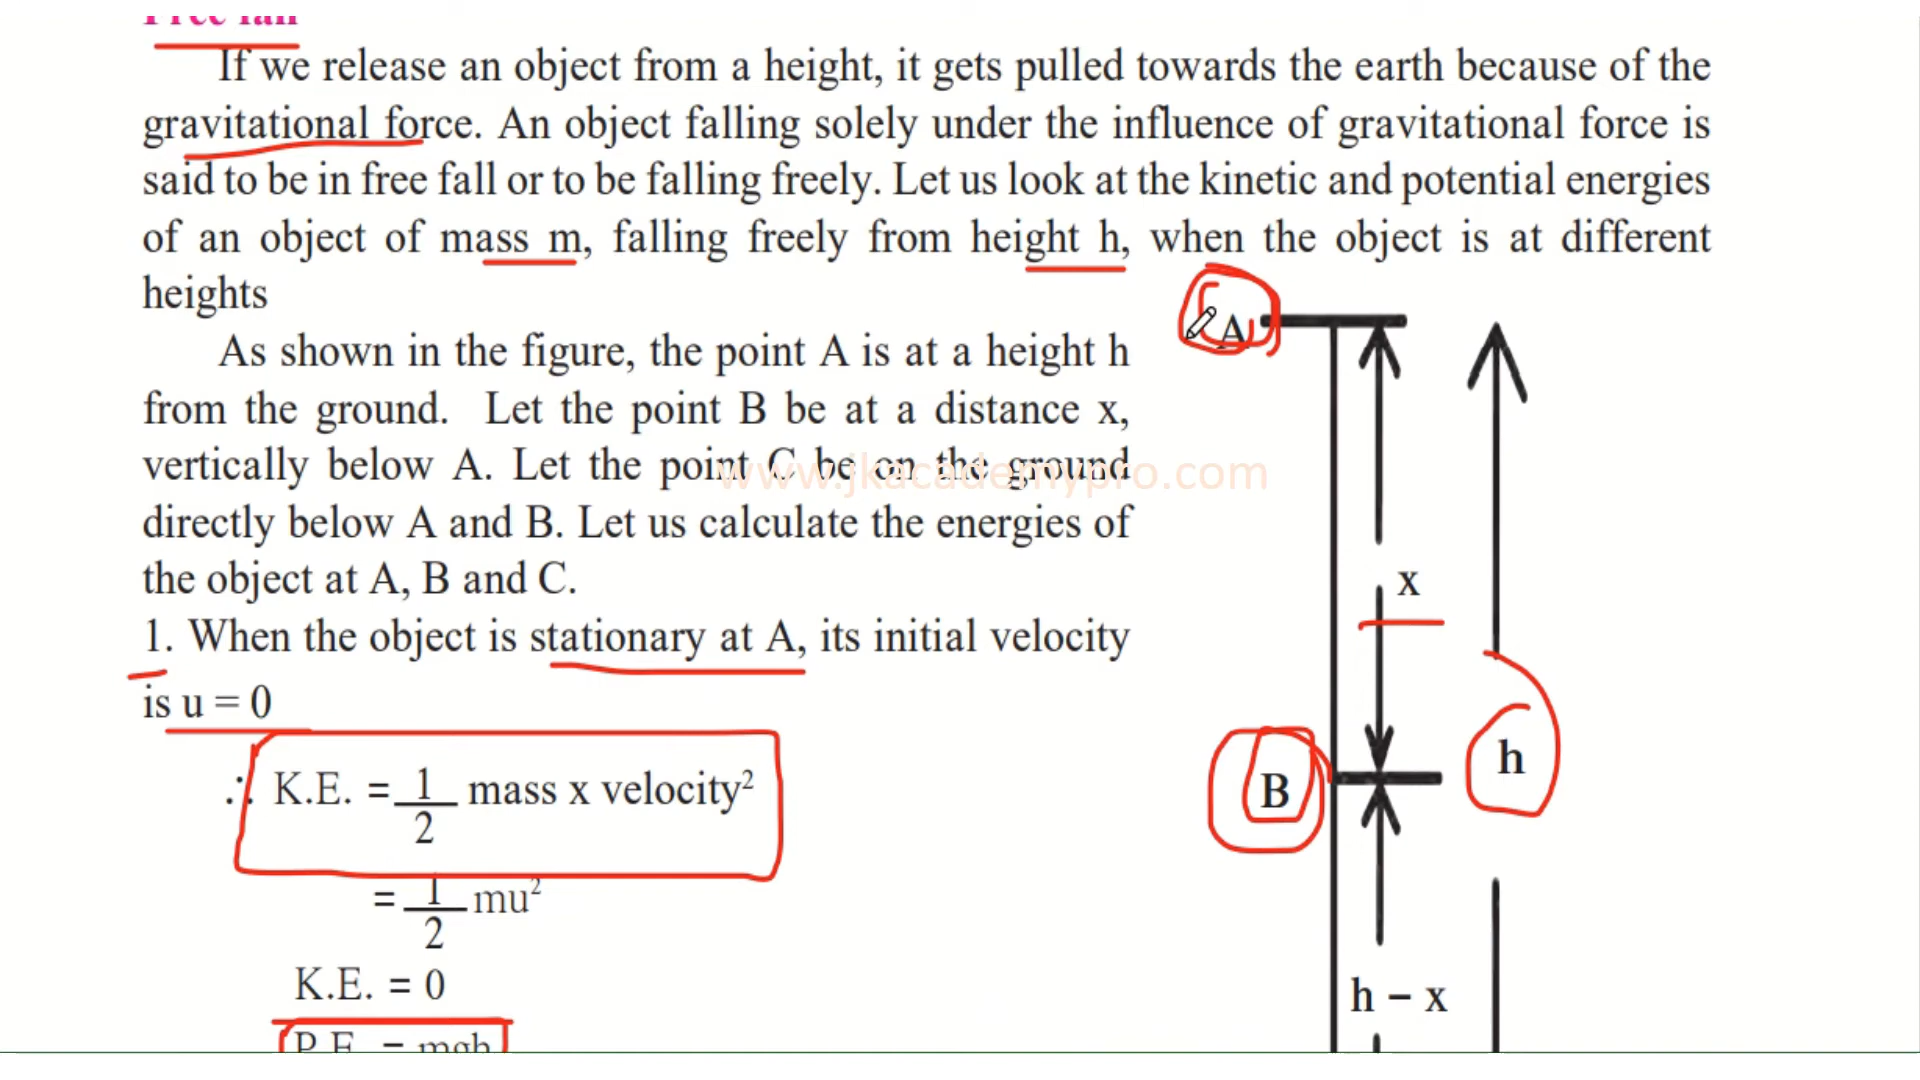 Free fall
If we release an object from a height, it gets pulled towards the earth because of the
gravitational force. An object falling solely under the influence of gravitational force is
said to be in free fall or to be falling freely. Let us look at the kinetic and potential energies
of an object of mass m, falling freely from height h, when the object is at different
heights
As shown in the figure, the point A is at a height h
from the ground. Let the point B be at a distance x,
vertically below A. Let the point C be on the ground
directly below A and B. Let us calculate the energies of
the object at A, B and C.
1. When the object is stationary at A, its initial velocity
is u = 0
∴ K.E. = 1/2 mass x velocity²
= 1/2 mu²
K.E. = 0
P.E. = mgh
A
x
B
h
h – x
www.jkacademypro.com